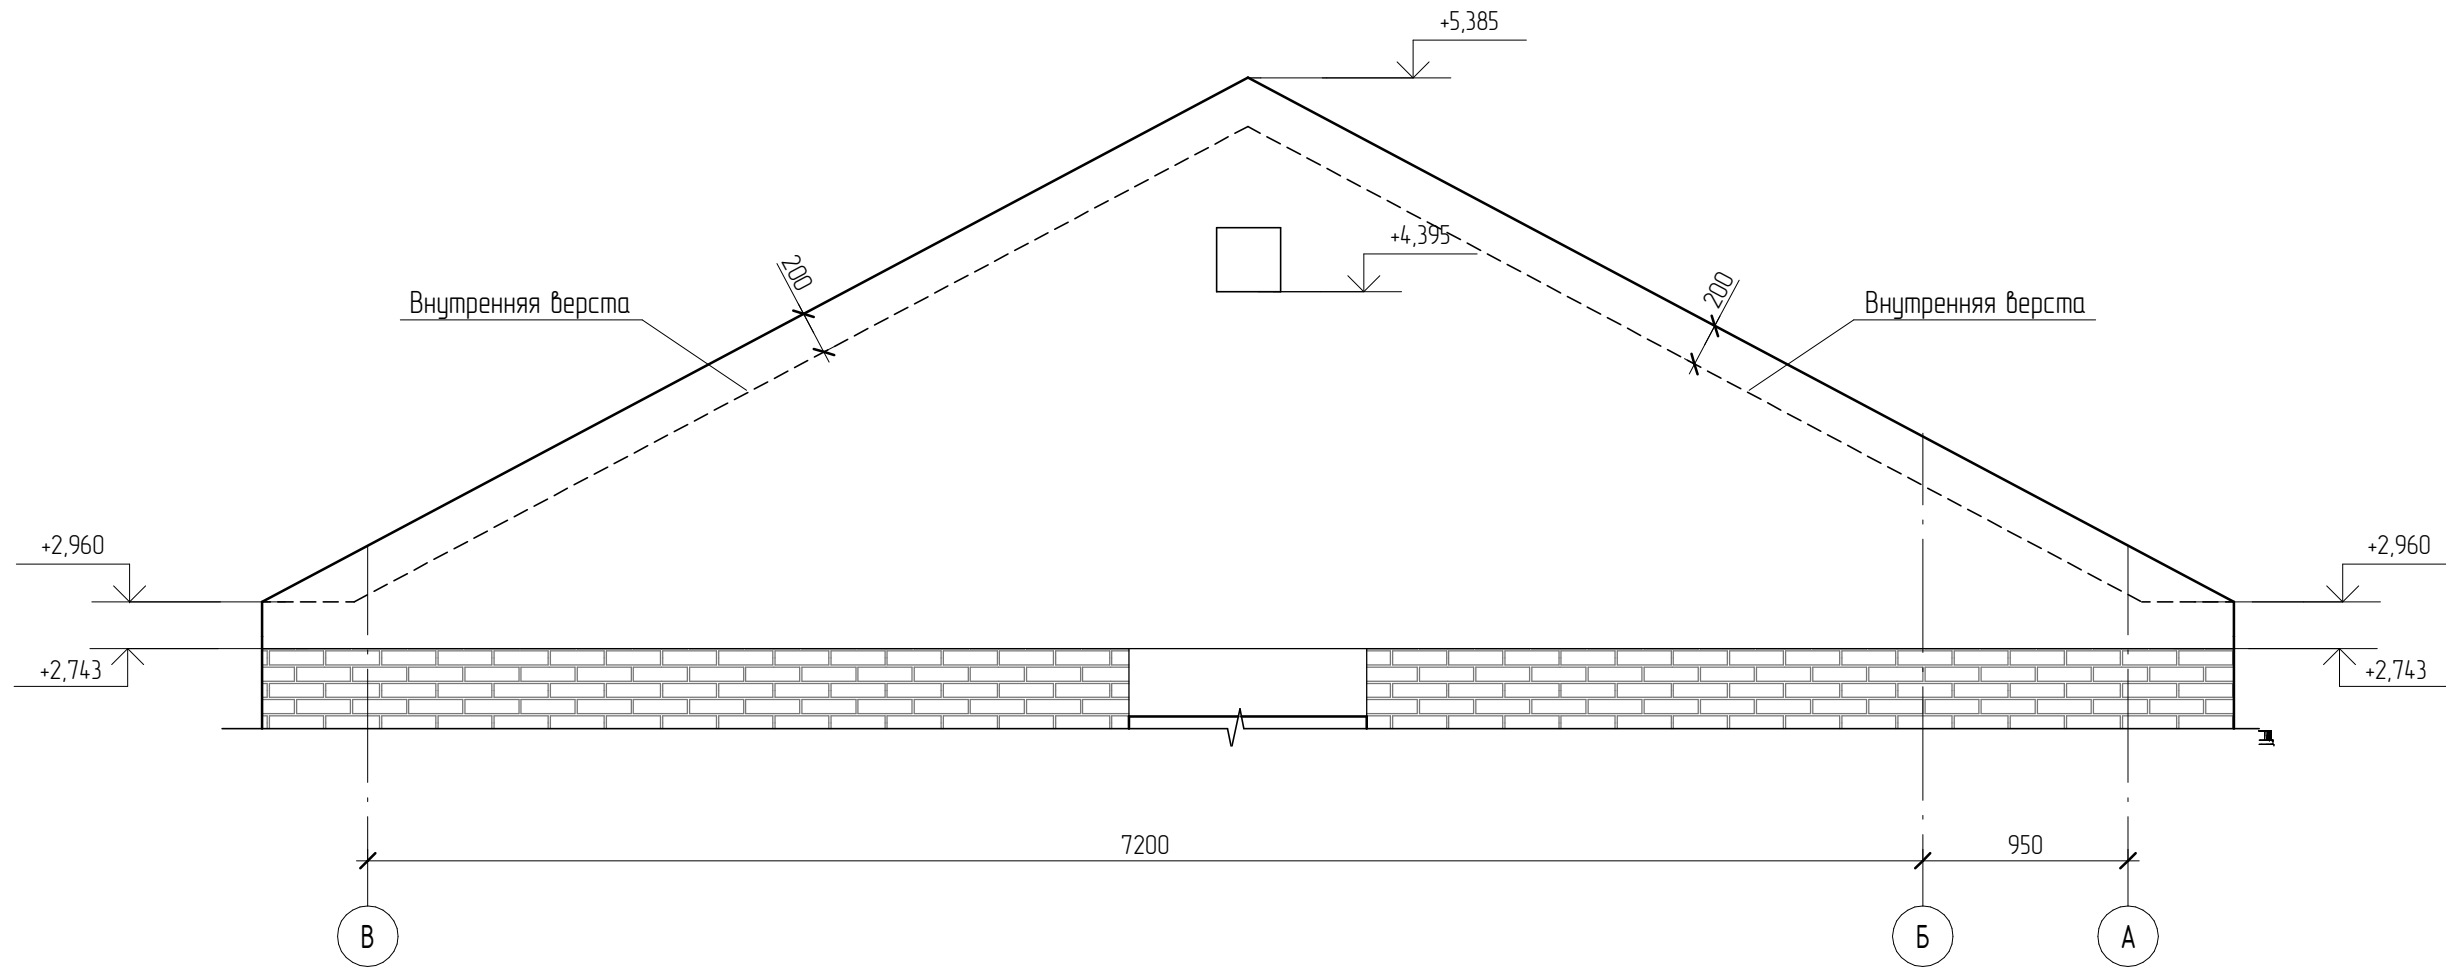 +5,385
+4,395
200
200
Внутренняя верста
Внутренняя верста
+2,960
+2,960
+2,743
+2,743
7200
950
В
Б
А